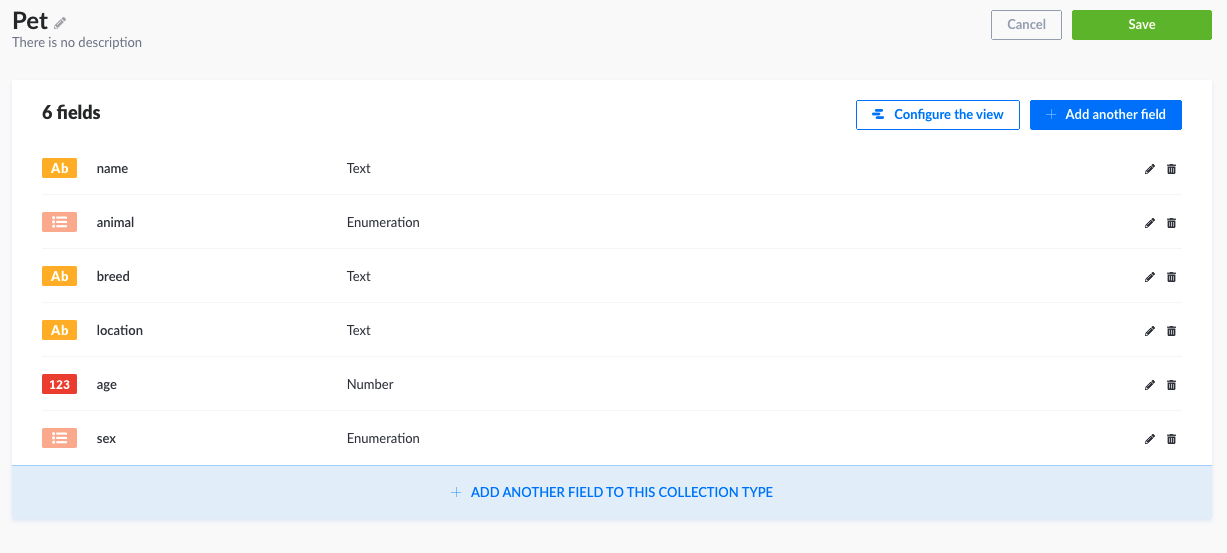 Pet
There is no description
Cancel
Save
6 fields
Configure the view
Add another field
Ab name Text
animal Enumeration
Ab breed Text
Ab location Text
123 age Number
sex Enumeration
ADD ANOTHER FIELD TO THIS COLLECTION TYPE